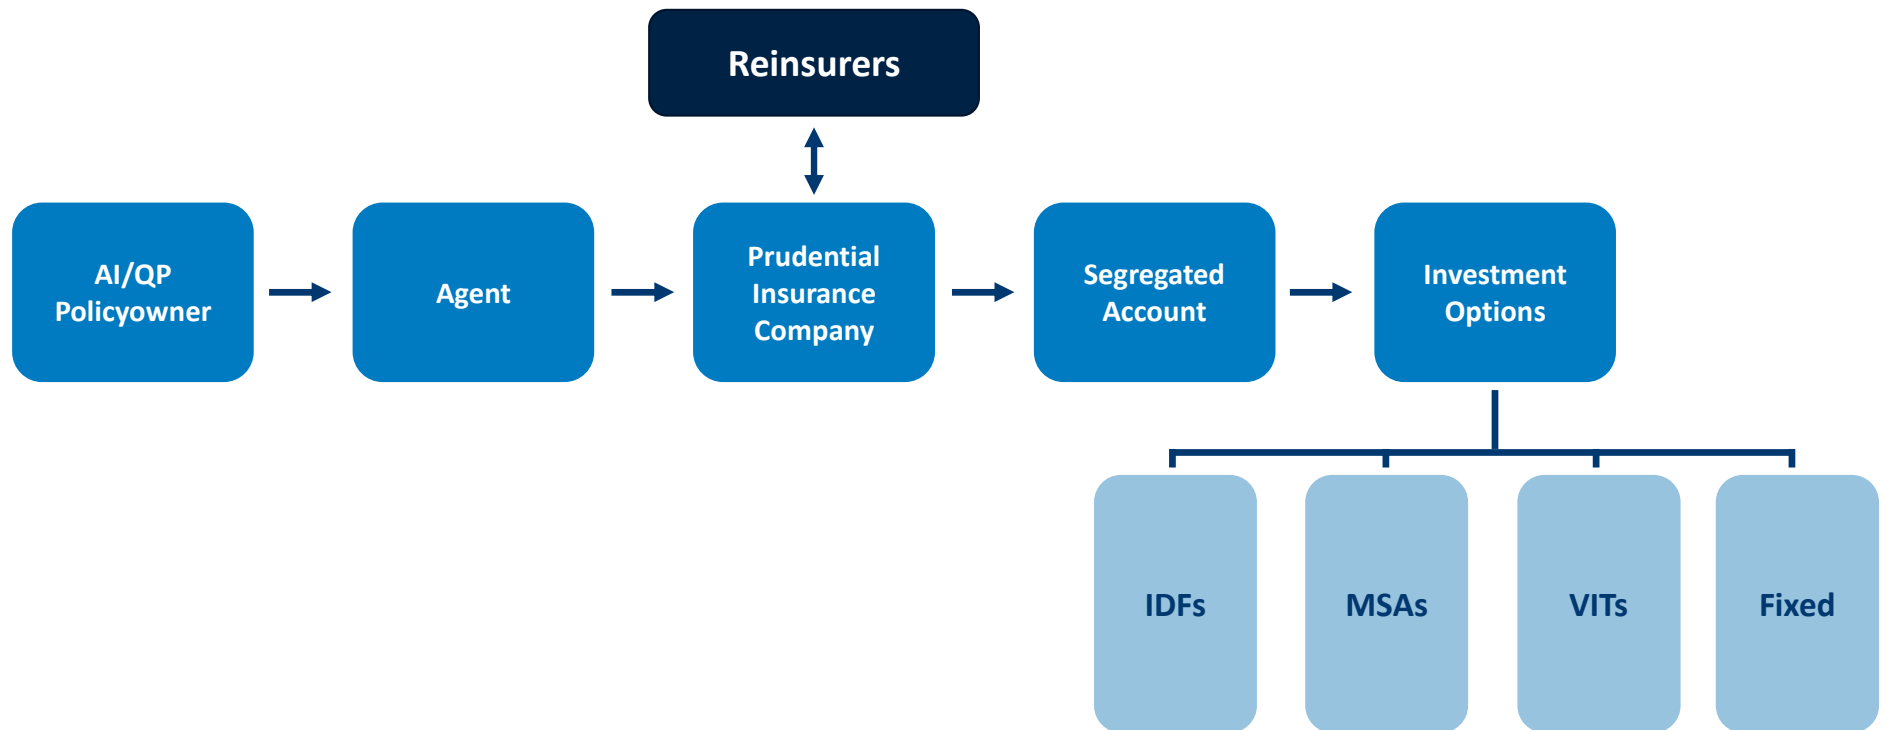 Reinsurers
AI/QP
Policyowner
Agent
Prudential
Insurance
Company
Segregated
Account
Investment
Options
IDFs
MSAs
VITs
Fixed